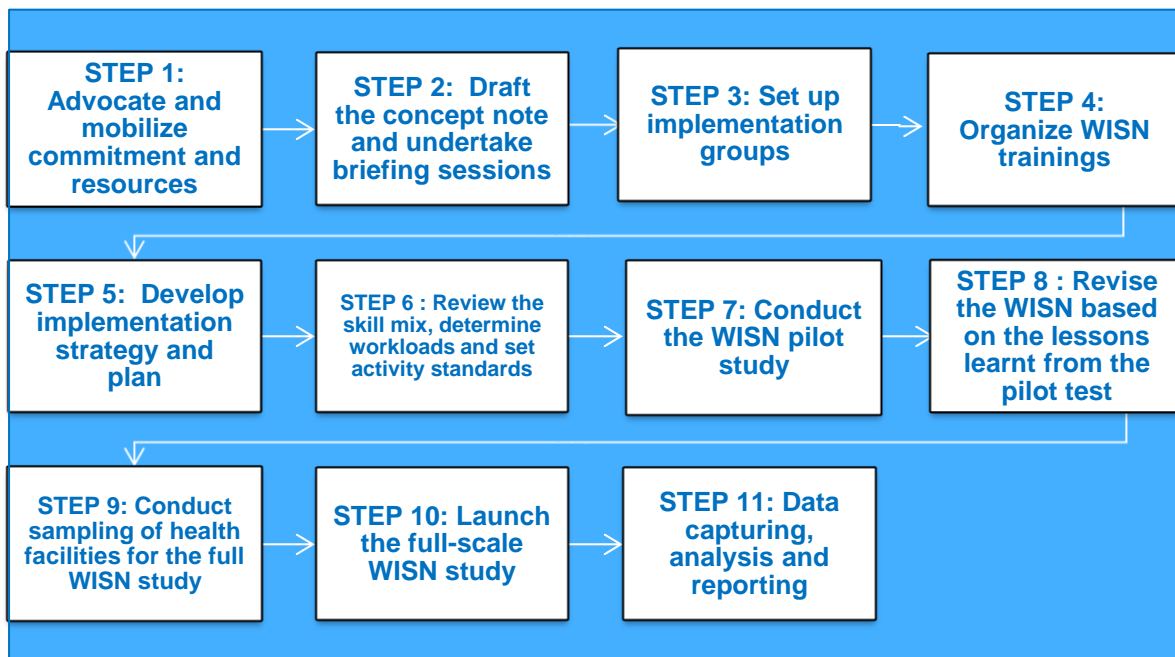 STEP 1:
Advocate and
mobilize
commitment and
resources
STEP 2: Draft
the concept note
and undertake
briefing sessions
STEP 3: Set up
implementation
groups
STEP 4:
Organize WISN
trainings
STEP 5: Develop
implementation
strategy and
plan
STEP 6 : Review the
skill mix, determine
workloads and set
activity standards
STEP 7: Conduct
the WISN pilot
study
STEP 8 : Revise
the WISN based
on the lessons
learnt from the
pilot test
STEP 9: Conduct
sampling of health
facilities for the full
WISN study
STEP 10: Launch
the full-scale
WISN study
STEP 11: Data
capturing,
analysis and
reporting